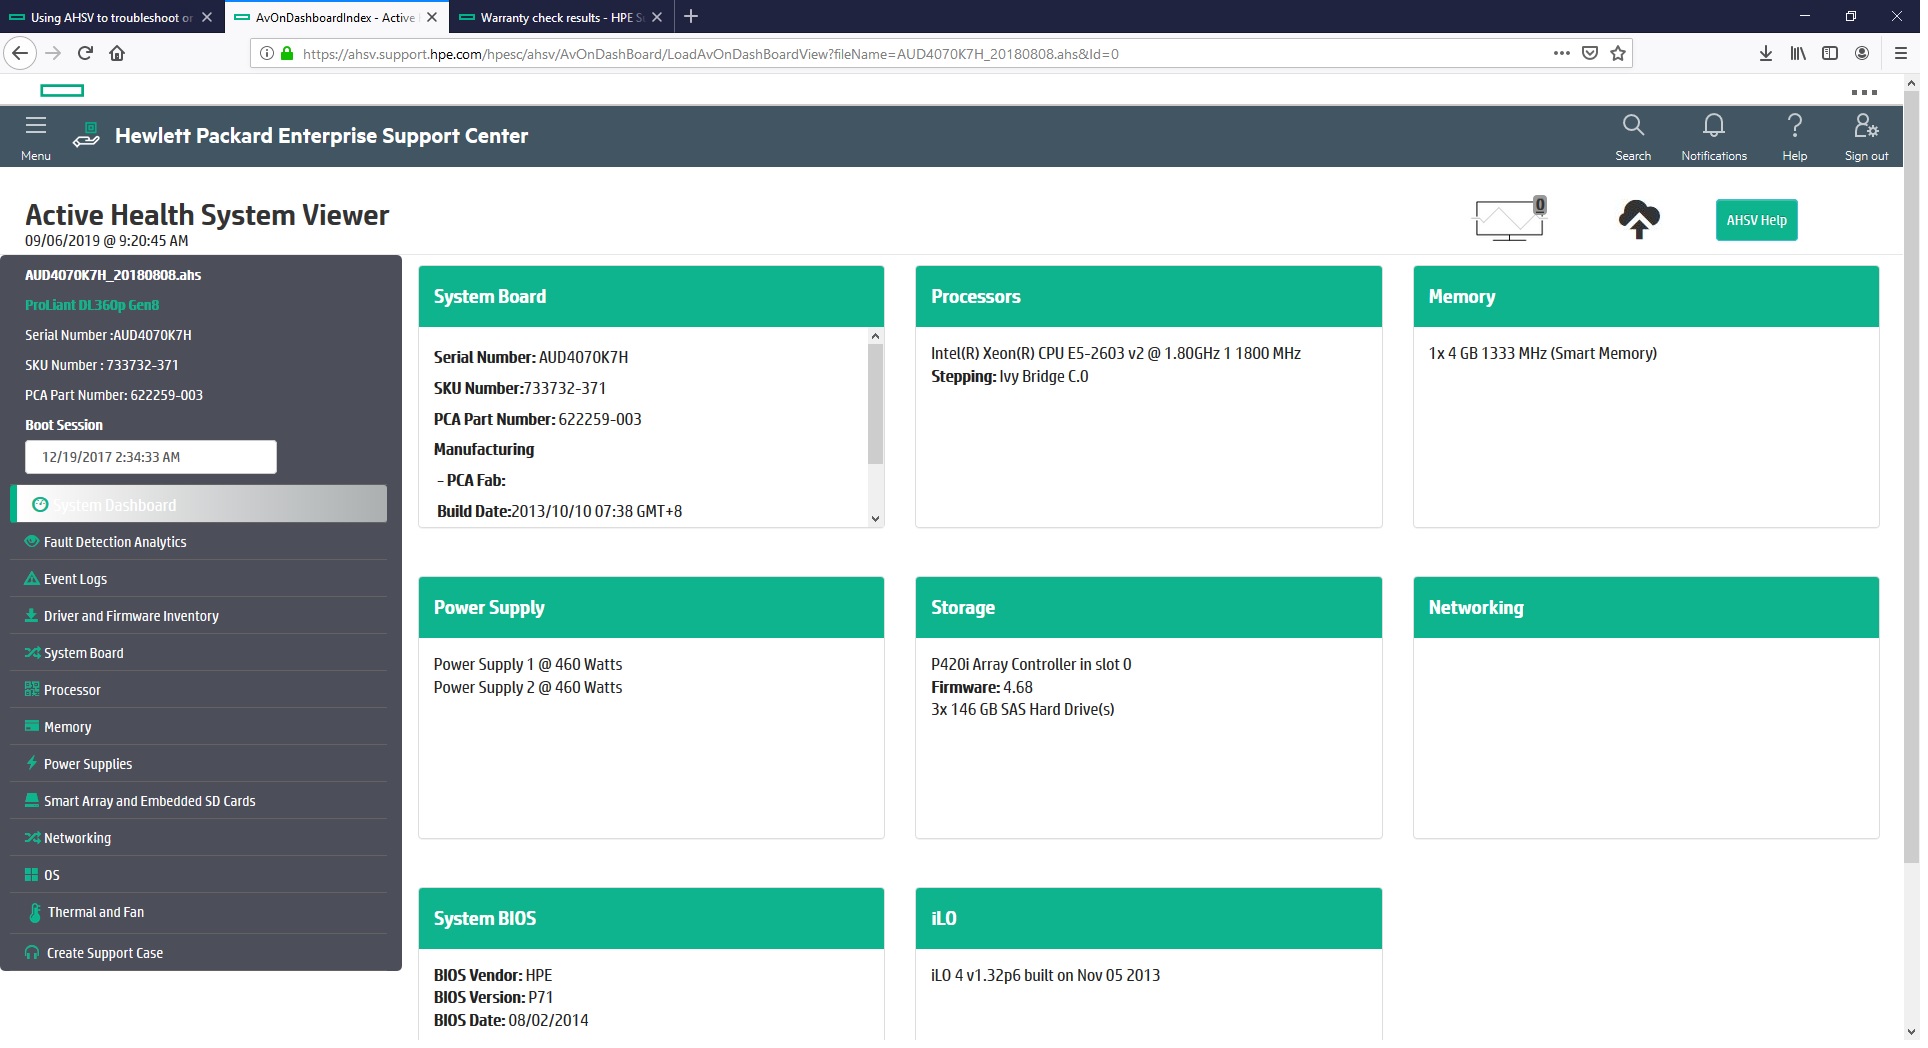 Using AHSV to troubleshoot or
AvOnDashboardIndex - Active
Warranty check results - HPE S
https://ahsv.support.hpe.com/hpesc/ahsv/AvOnDashBoard/LoadAvOnDashBoardView?fileName=AUD4070K7H_20180808.ahs&Id=0
Menu
Hewlett Packard Enterprise Support Center
Search
Notifications
Help
Sign out
Active Health System Viewer
09/06/2019 @ 9:20:45 AM
0
AHSV Help
AUD4070K7H_20180808.ahs
ProLiant DL360p Gen8
Serial Number :AUD4070K7H
SKU Number : 733732-371
PCA Part Number: 622259-003
Boot Session
12/19/2017 2:34:33 AM
System Dashboard
Fault Detection Analytics
Event Logs
Driver and Firmware Inventory
System Board
Processor
Memory
Power Supplies
Smart Array and Embedded SD Cards
Networking
OS
Thermal and Fan
Create Support Case
System Board
Serial Number: AUD4070K7H
SKU Number:733732-371
PCA Part Number: 622259-003
Manufacturing
- PCA Fab:
Build Date:2013/10/10 07:38 GMT+8
Processors
Intel(R) Xeon(R) CPU E5-2603 v2 @ 1.80GHz 1 1800 MHz
Stepping: Ivy Bridge C.0
Memory
1x 4 GB 1333 MHz (Smart Memory)
Power Supply
Power Supply 1 @ 460 Watts
Power Supply 2 @ 460 Watts
Storage
P420i Array Controller in slot 0
Firmware: 4.68
3x 146 GB SAS Hard Drive(s)
Networking
System BIOS
BIOS Vendor: HPE
BIOS Version: P71
BIOS Date: 08/02/2014
iLO
iLO 4 v1.32p6 built on Nov 05 2013